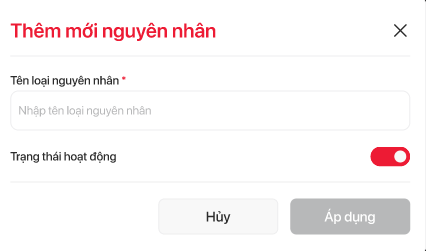 Thêm mới nguyên nhân
Tên loại nguyên nhân *
Nhập tên loại nguyên nhân
Trạng thái hoạt động
Hủy
Áp dụng